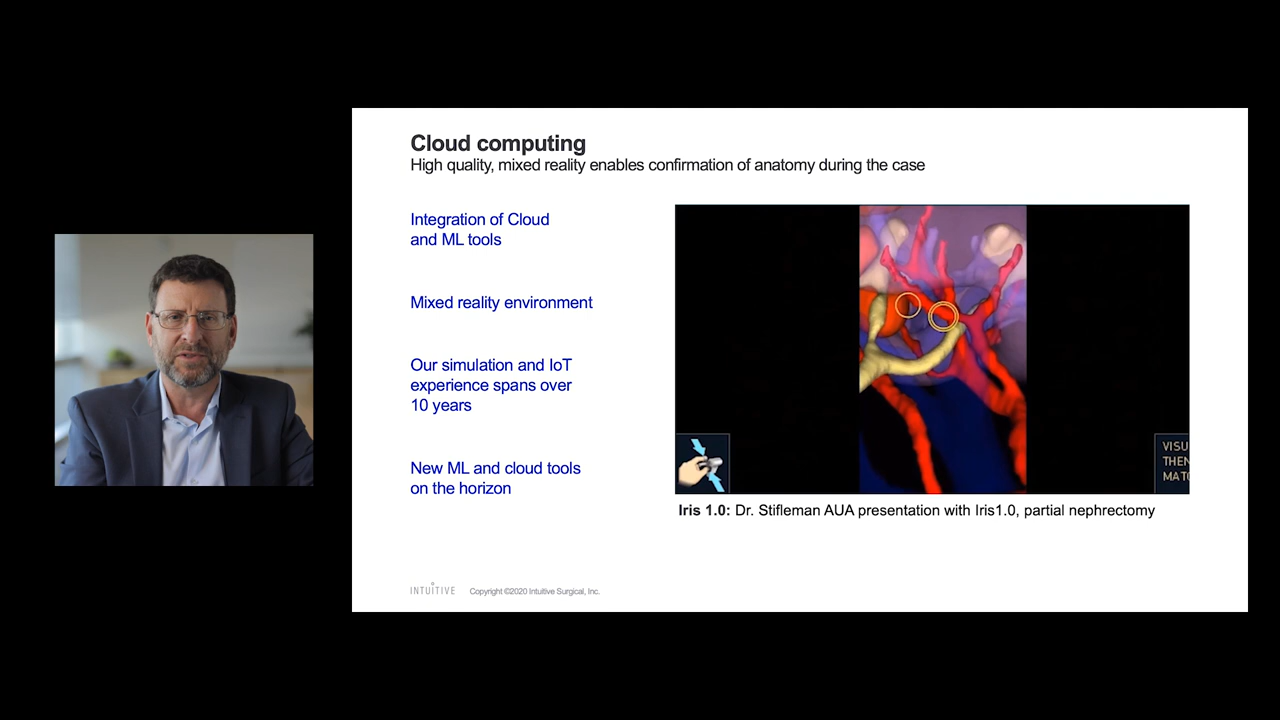 Cloud computing
High quality, mixed reality enables confirmation of anatomy during the case
Integration of Cloud
and ML tools
Mixed reality environment
Our simulation and IoT
experience spans over
10 years
New ML and cloud tools
on the horizon
VISU
THEN
MAT
Iris 1.0: Dr. Stifleman AUA presentation with Iris1.0, partial nephrectomy
INTUITIVE Copyright ©2020 Intuitive Surgical, Inc.